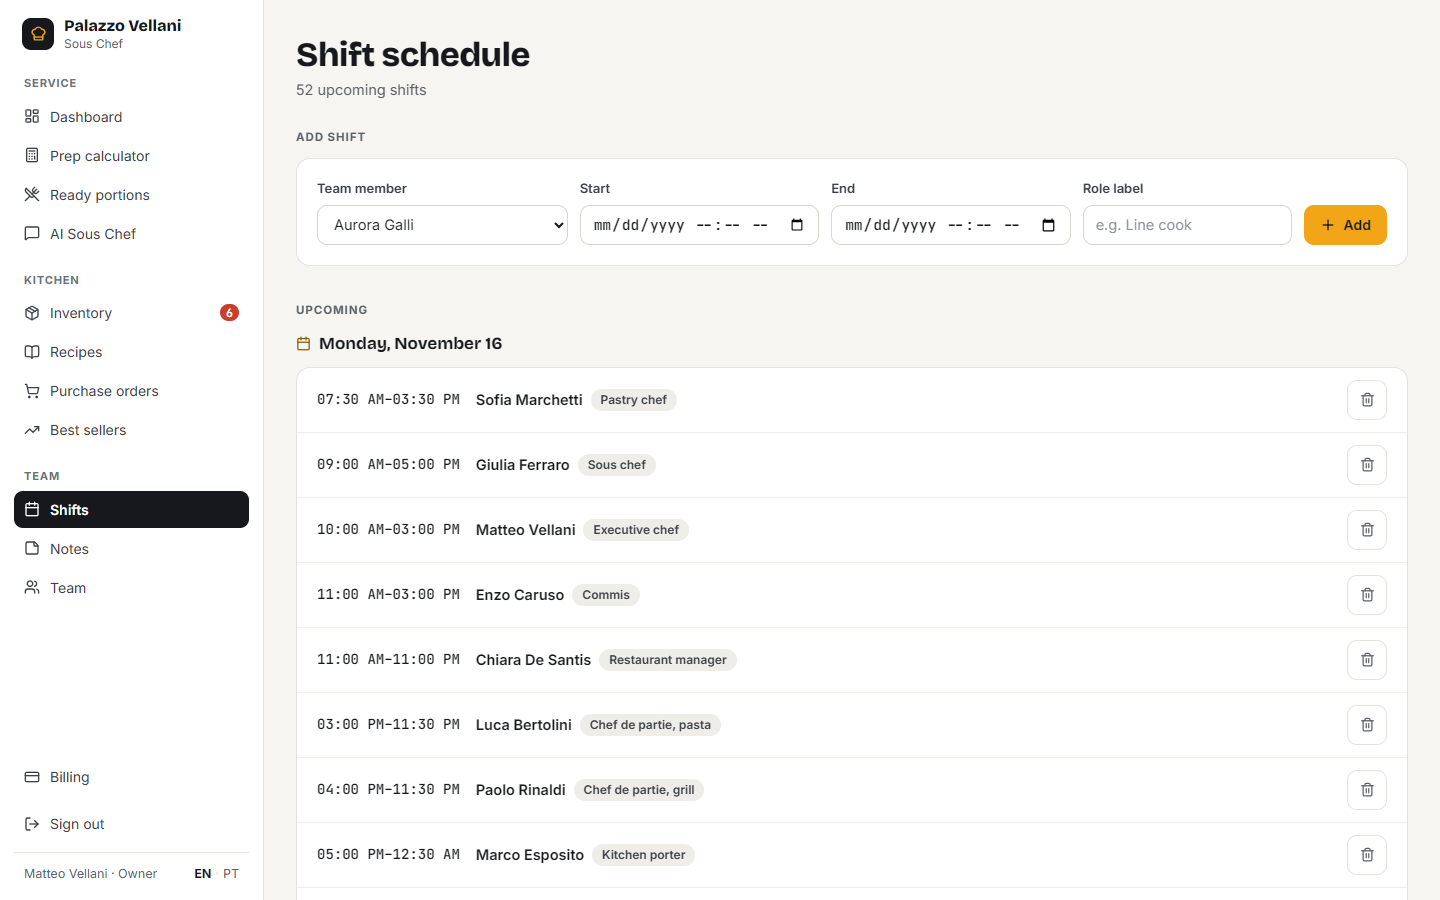 Palazzo Vellani
Sous Chef
SERVICE
Dashboard
Prep calculator
Ready portions
AI Sous Chef
KITCHEN
Inventory 6
Recipes
Purchase orders
Best sellers
TEAM
Shifts
Notes
Team
Billing
Sign out
Matteo Vellani · Owner EN · PT
Shift schedule
52 upcoming shifts
ADD SHIFT
Team member Start End Role label
Aurora Galli mm/dd/yyyy --:-- -- mm/dd/yyyy --:-- -- e.g. Line cook + Add
UPCOMING
Monday, November 16
07:30 AM–03:30 PM Sofia Marchetti Pastry chef
09:00 AM–05:00 PM Giulia Ferraro Sous chef
10:00 AM–03:00 PM Matteo Vellani Executive chef
11:00 AM–03:00 PM Enzo Caruso Commis
11:00 AM–11:00 PM Chiara De Santis Restaurant manager
03:00 PM–11:30 PM Luca Bertolini Chef de partie, pasta
04:00 PM–11:30 PM Paolo Rinaldi Chef de partie, grill
05:00 PM–12:30 AM Marco Esposito Kitchen porter